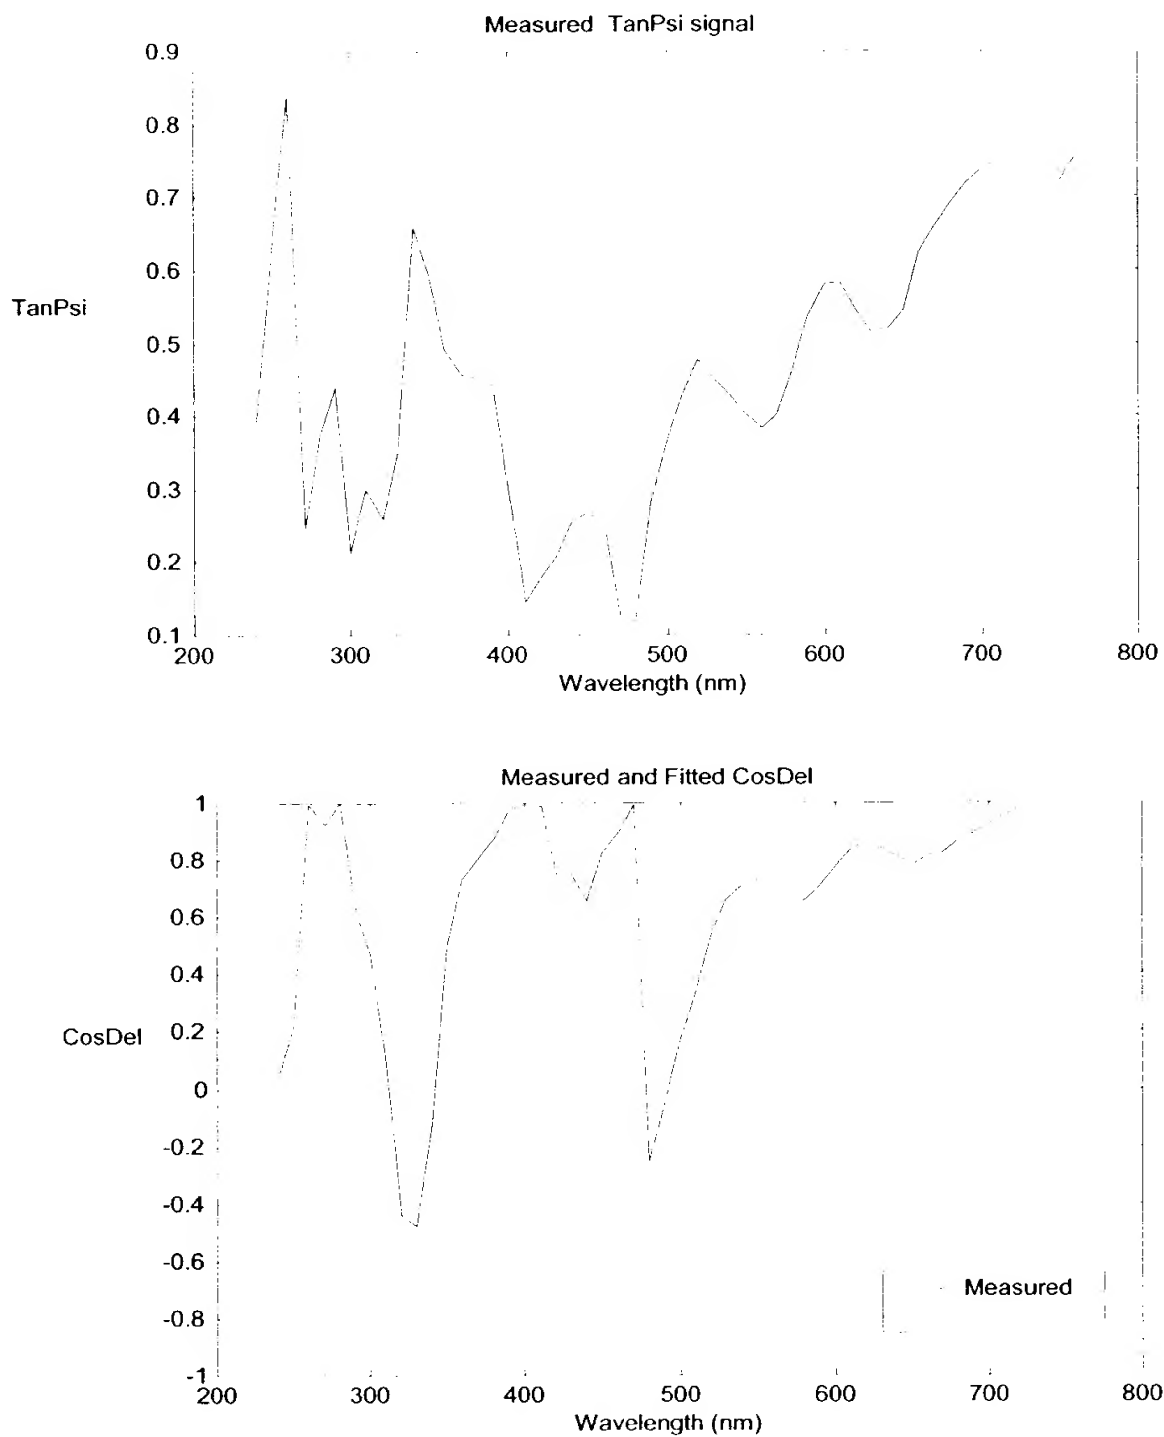 Measured TanPsi signal
0.9
0.8
0.7
0.6
TanPsi
0.5
0.4
0.3
0.2
0.1
200 300 400 500 600 700 800
Wavelength (nm)
Measured and Fitted CosDel
1
0.8
0.6
0.4
0.2
CosDel
0
-0.2
-0.4
-0.6
Measured
-0.8
-1
200 300 400 500 600 700 800
Wavelength (nm)